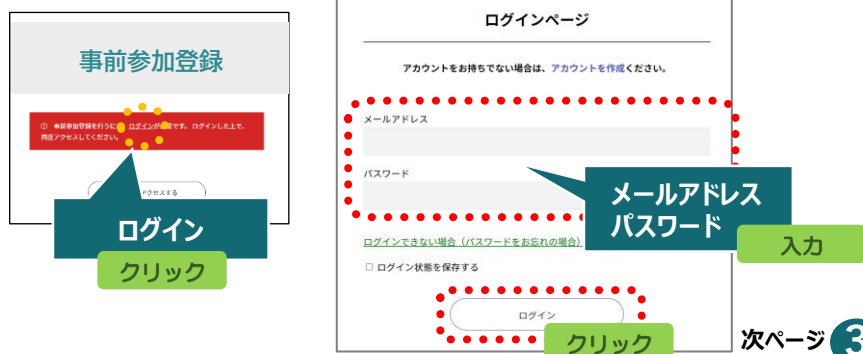 事前参加登録
① 事前参加登録を行うに ログインが 要です。ログインした上で、
再度アクセスしてください。
アクセスする
ログイン
クリック
ログインページ
アカウントをお持ちでない場合は、アカウントを作成ください。
メールアドレス
パスワード
メールアドレス
パスワード
入力
ログインできない場合(パスワードをお忘れの場合)
ログイン状態を保存する
ログイン
クリック
次ページ 3